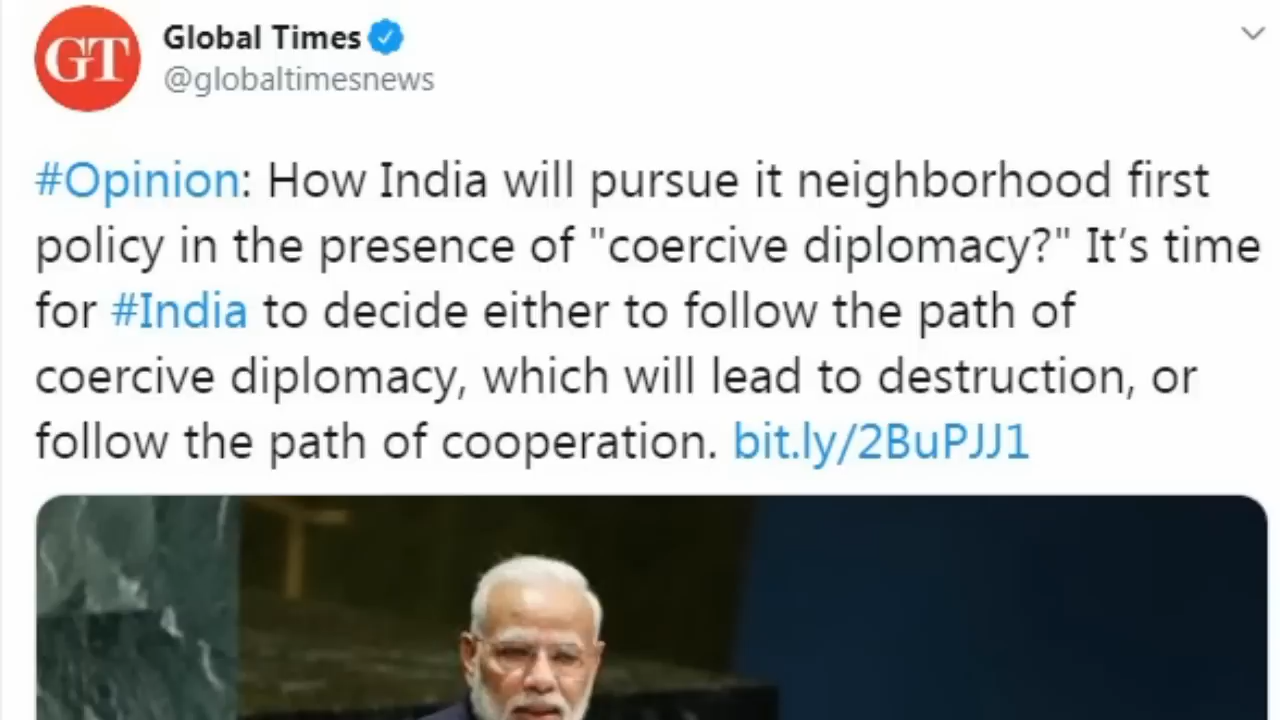 GT
Global Times
@globaltimesnews
#Opinion: How India will pursue it neighborhood first
policy in the presence of "coercive diplomacy?" It’s time
for #India to decide either to follow the path of
coercive diplomacy, which will lead to destruction, or
follow the path of cooperation. bit.ly/2BuPJJ1